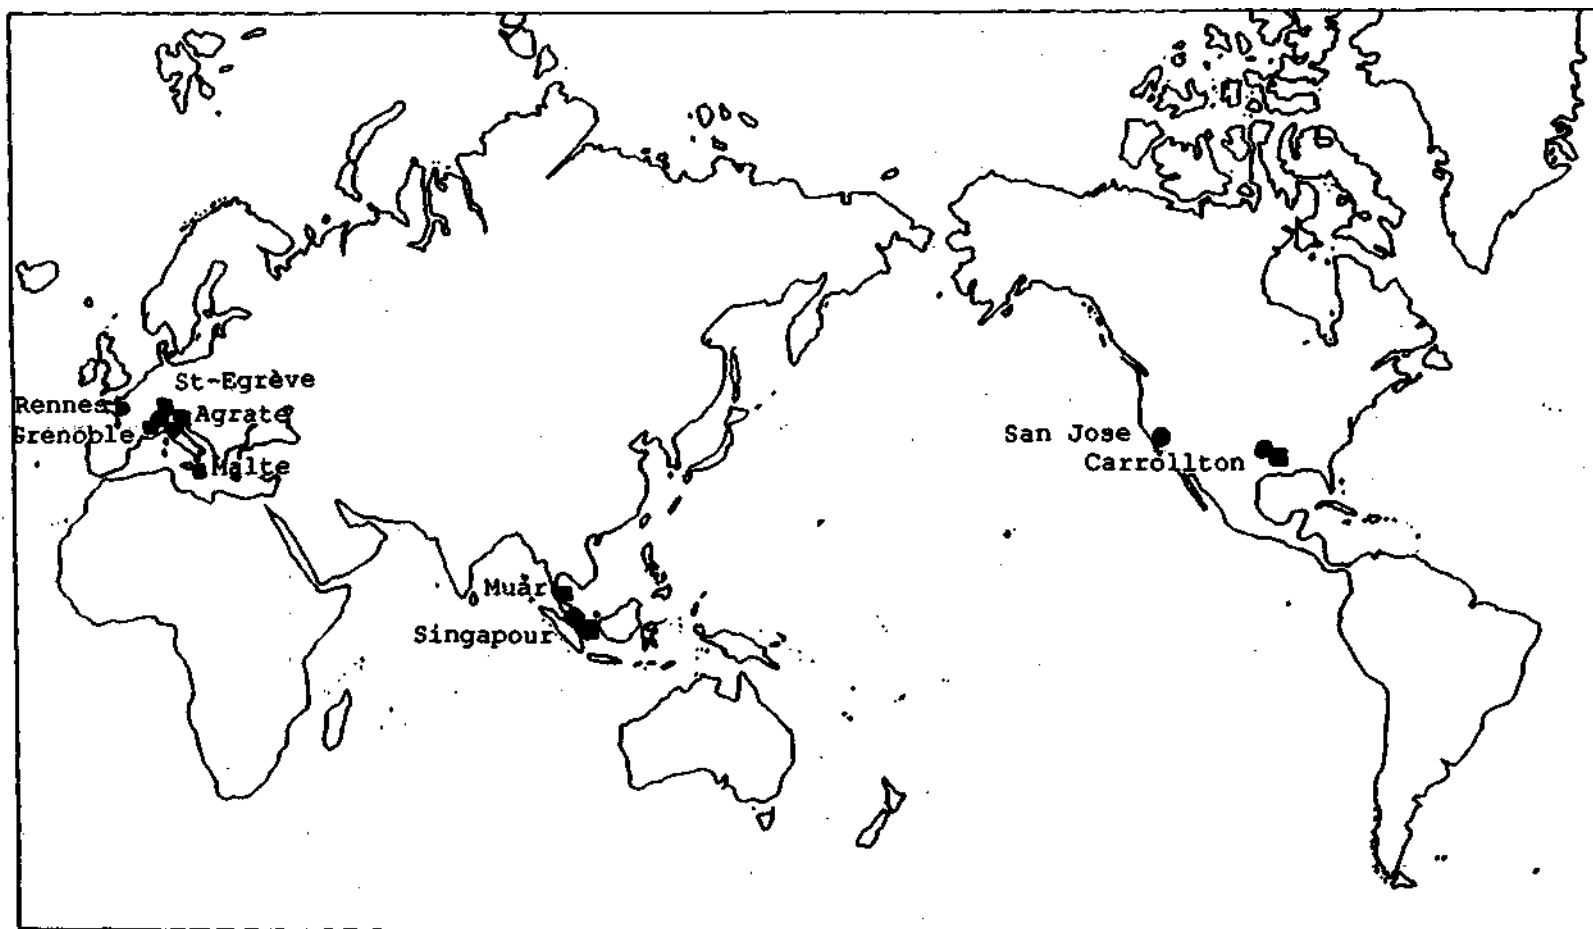 St-Egrève
Rennes
Agrate
Grenoble
Malte
San Jose
Carrollton
Muar
Singapour